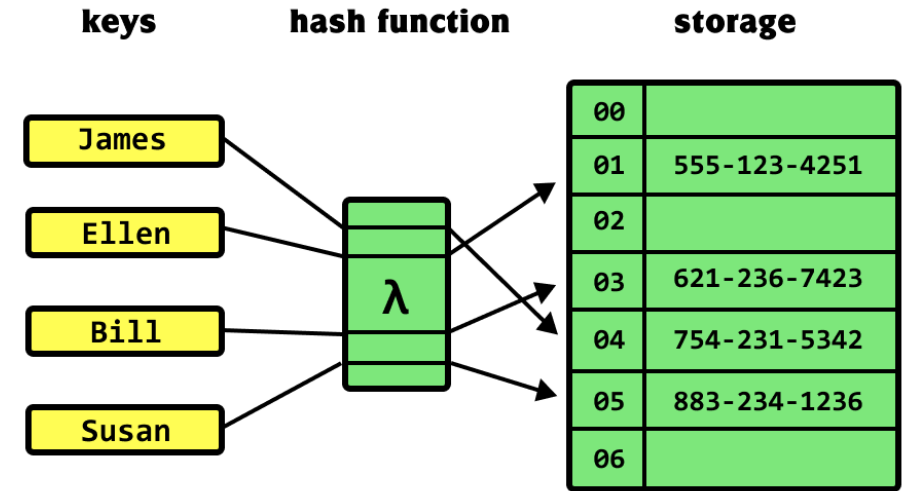 keys hash function storage
James
Ellen
Bill
Susan
λ
00
01 555-123-4251
02
03 621-236-7423
04 754-231-5342
05 883-234-1236
06